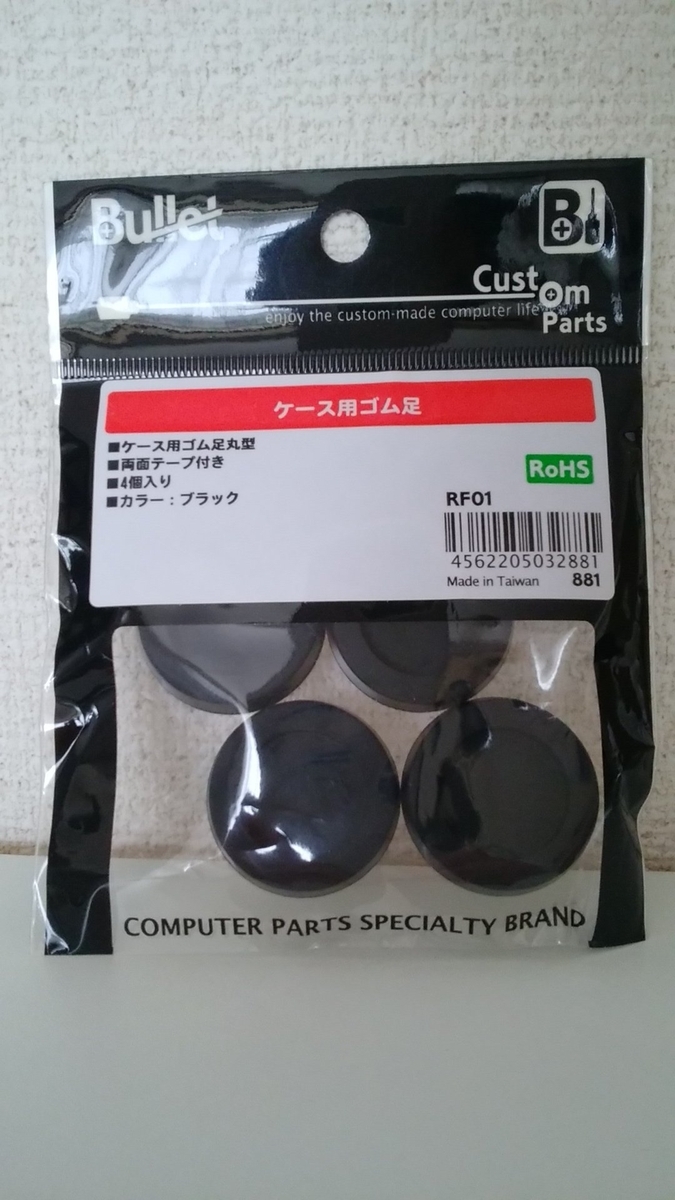 Bullet
B
Custom
enjoy the custom-made computer life
Parts
ケース用ゴム足
■ケース用ゴム足丸型
■両面テープ付き
■4個入り
■カラー：ブラック
RoHS
RF01
4562205032881
Made in Taiwan 881
COMPUTER PARTS SPECIALTY BRAND